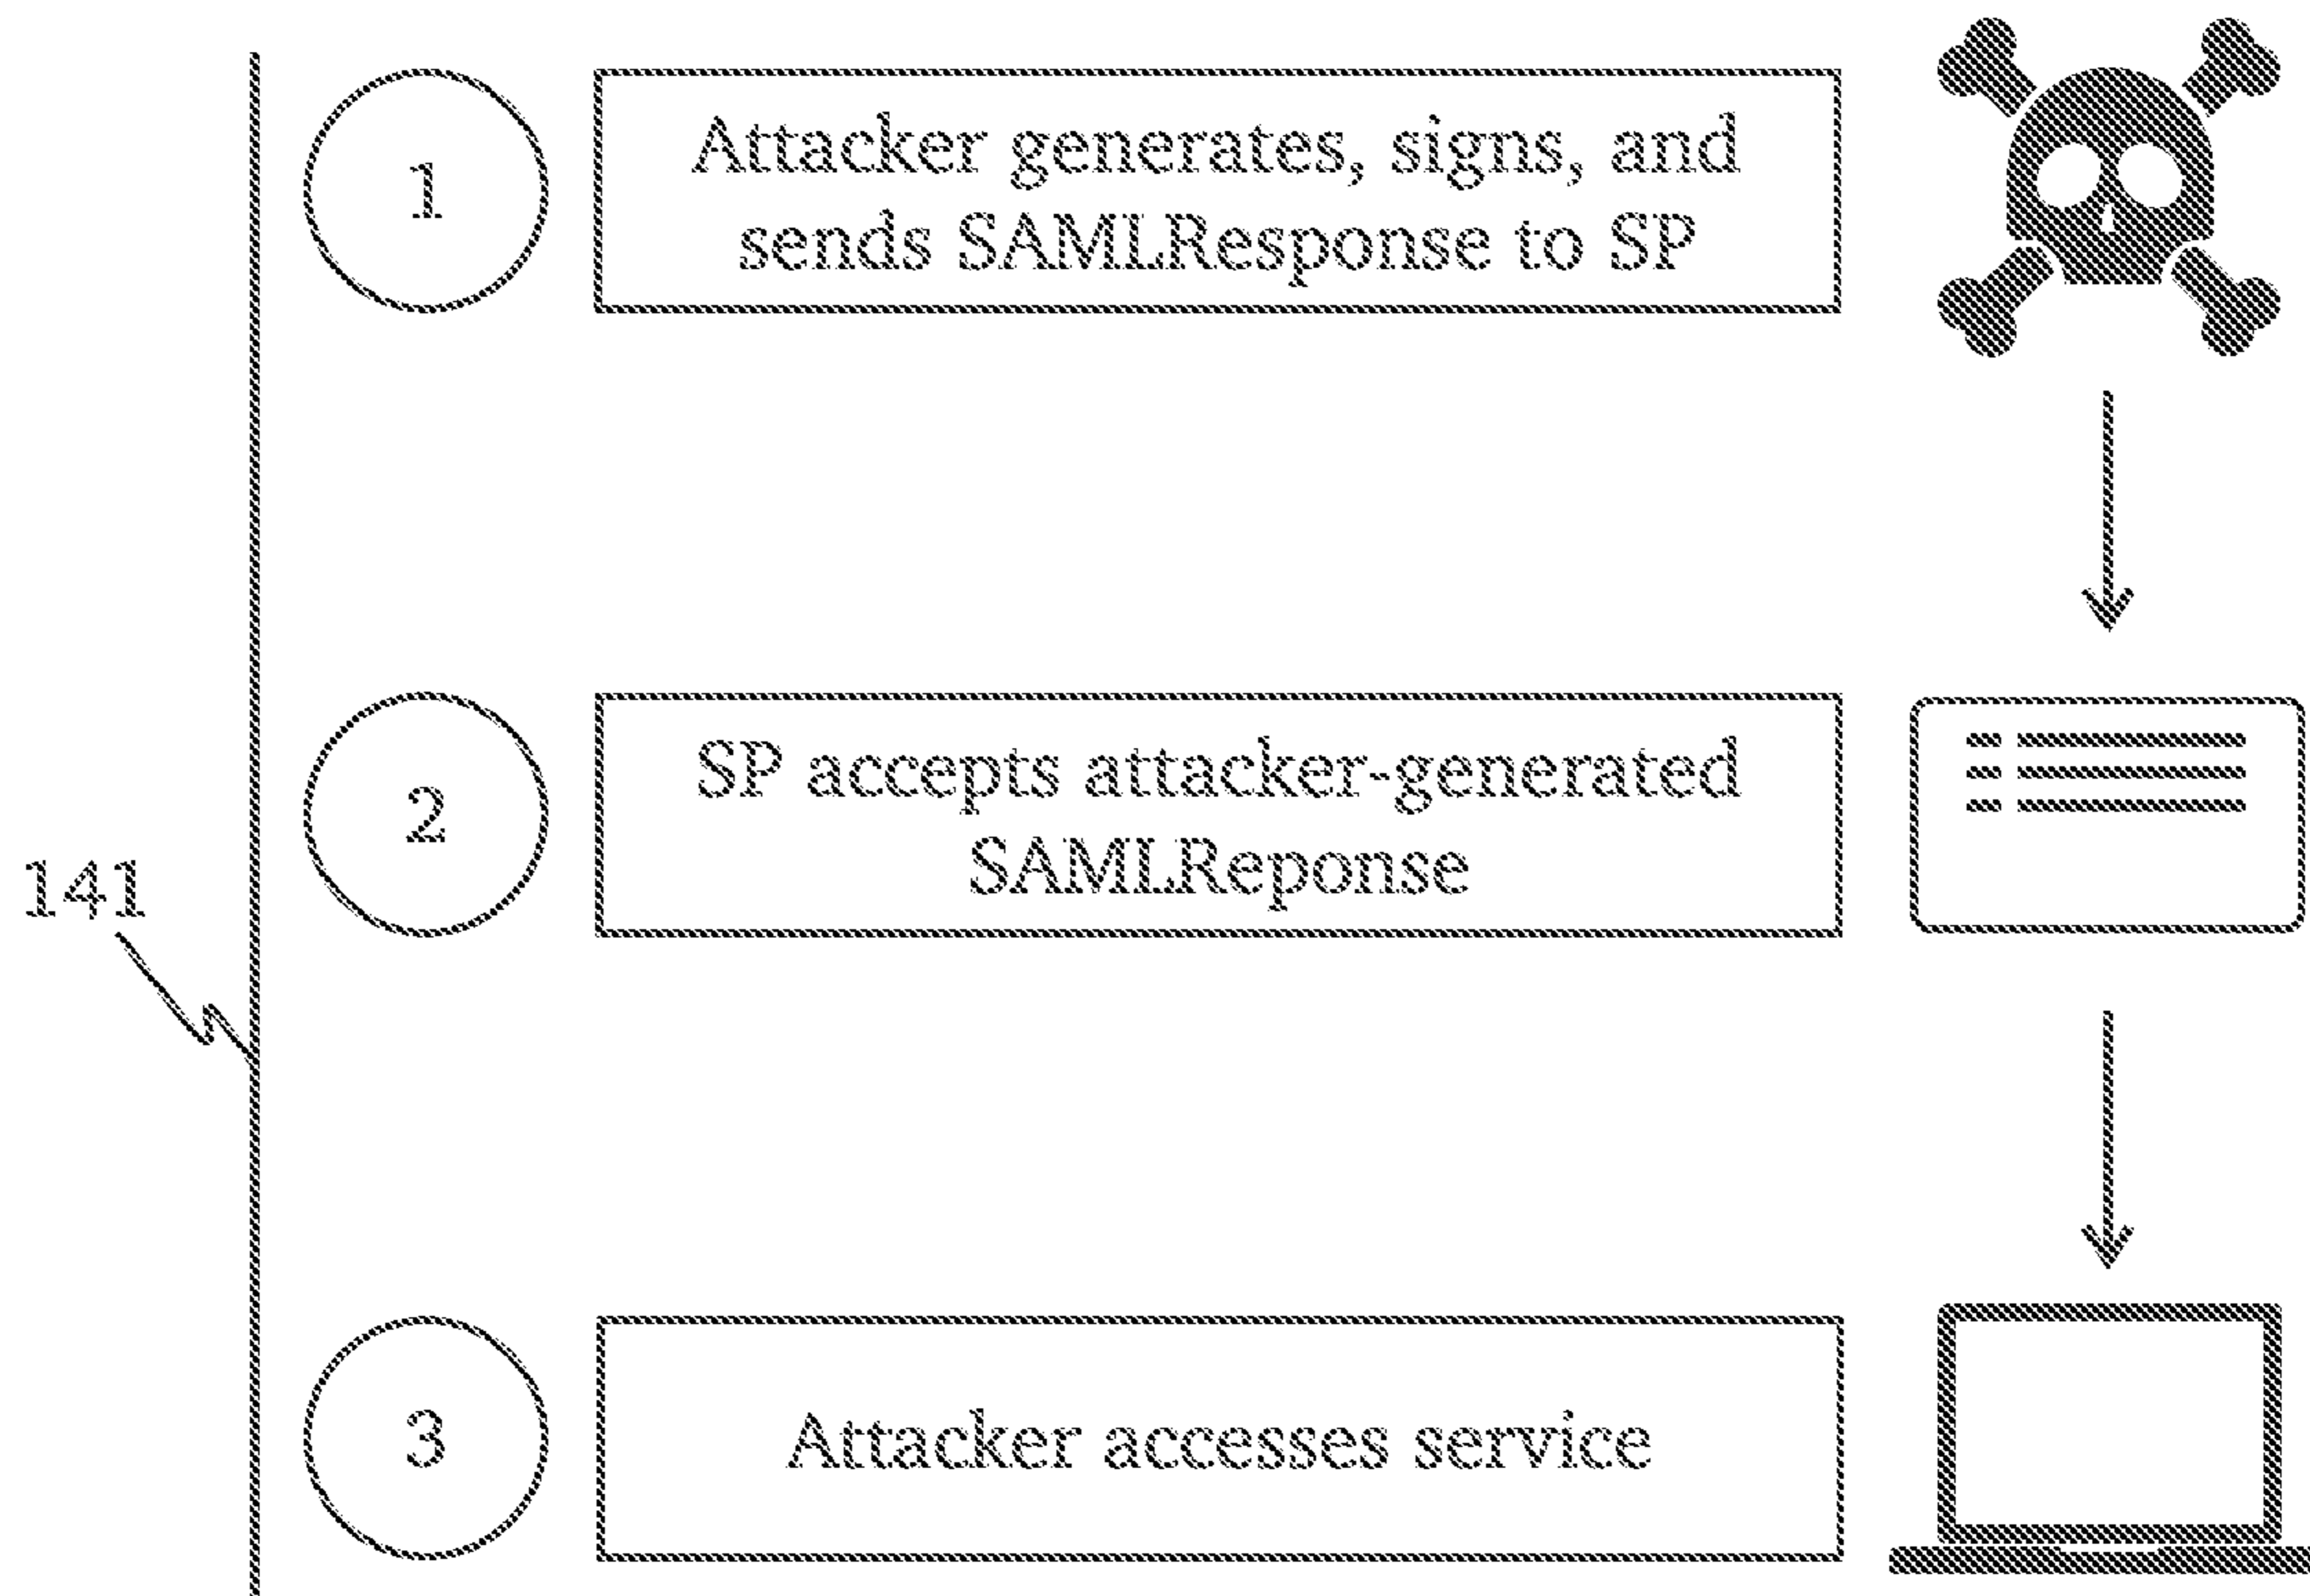 1
Attacker generates, signs, and
sends SAMLResponse to SP
2
SP accepts attacker-generated
SAMLReponse
141
3
Attacker accesses service